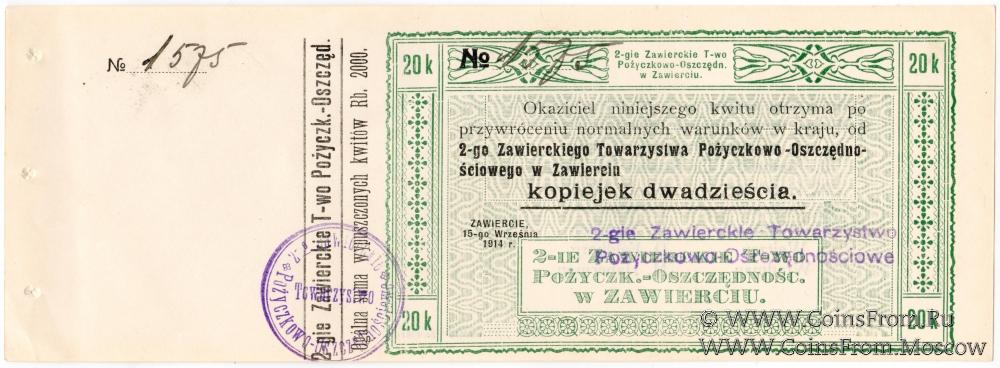 № 1575
2-gie Zawierckie T-wo Pożyczk.-Oszczęd.
Ogólna suma wypuszczonych kwitów Rb. 2000.
Towarzystwo
20 k
№ 1575
2-gie Zawierckie T-wo
Pożyczkowo-Oszczędn.
w Zawierciu.
20 k
Okaziciel niniejszego kwitu otrzyma po
przywróceniu normalnych warunków w kraju, od
2-go Zawierckiego Towarzystwa Pożyczkowo-Oszczędno-
ściowego w Zawierciu
kopiejek dwadzieścia.
ZAWIERCIE,
15-go Września
1914 r.
2-gie Zawierckie Towarzystwo
Pożyczkowo-Oszczędnościowe
2-IE ZAWIERCKIE T-WO
POŻYCZK.-OSZCZĘDNOŚC.
W ZAWIERCIU.
20 k
20 k
© WWW.CoinsFrom.Ru
WWW.CoinsFrom.Moscow